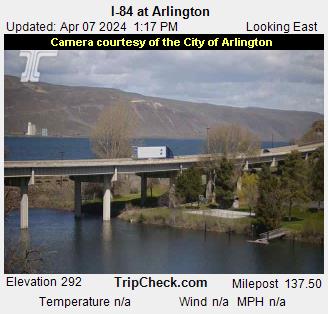 I-84 at Arlington
Updated: Apr 07 2024 1:17 PM Looking East
Camera courtesy of the City of Arlington
Elevation 292 TripCheck.com Milepost 137.50
Temperature n/a Wind n/a MPH n/a